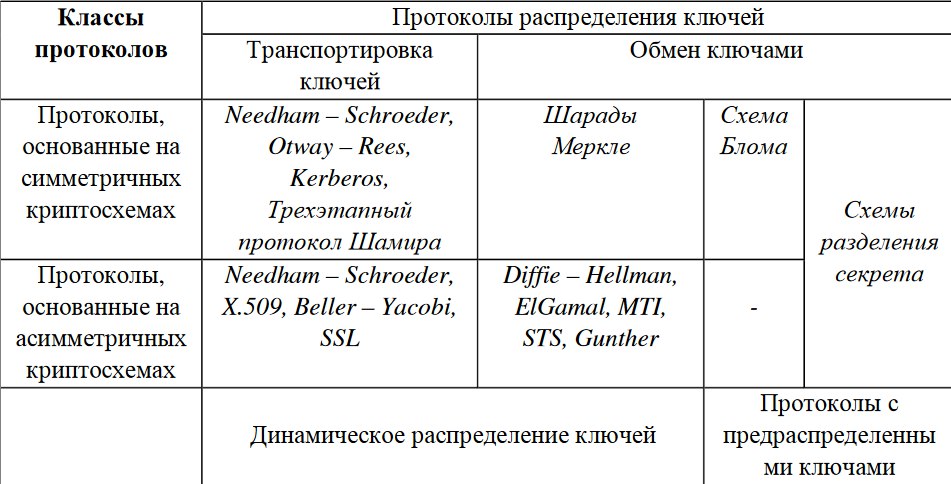 Классы
протоколов
Протоколы распределения ключей
Транспортировка
ключей
Обмен ключами
Протоколы,
основанные на
симметричных
криптосхемах
Needham – Schroeder,
Otway – Rees,
Kerberos,
Трехэтапный
протокол Шамира
Шарады
Меркле
Схема
Блома
Схемы
разделения
секрета
Протоколы,
основанные на
асимметричных
криптосхемах
Needham – Schroeder,
X.509, Beller – Yacobi,
SSL
Diffie – Hellman,
ElGamal, MTI,
STS, Gunther
-
Динамическое распределение ключей
Протоколы с
предраспределенны
ми ключами